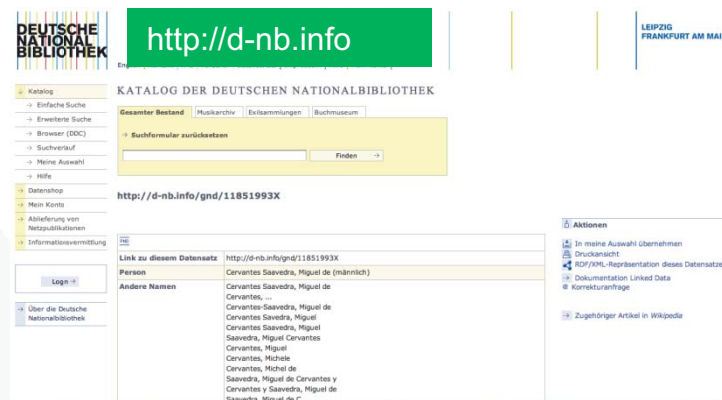 DEUTSCHE
NATIONAL
BIBLIOTHEK
http://d-nb.info
LEIPZIG
FRANKFURT AM MAI
Katalog
→ Einfache Suche
→ Erweiterte Suche
→ Browser (DDC)
→ Suchverlauf
→ Meine Auswahl
→ Hilfe
→ Datenshop
→ Mein Konto
→ Ablieferung von
Netzpublikationen
→ Informationsvermittlung
Login →
→ Über die Deutsche
Nationalbibliothek
KATALOG DER DEUTSCHEN NATIONALBIBLIOTHEK
Gesamter Bestand Musikarchiv Exilsammlungen Buchmuseum
→ Suchformular zurücksetzen
Finden →
http://d-nb.info/gnd/11851993X
Link zu diesem Datensatz http://d-nb.info/gnd/11851993X
Person Cervantes Saavedra, Miguel de (männlich)
Andere Namen Cervantes Saavedra, Miguel de
Cervantes, ...
Cervantes-Saavedra, Miguel de
Cervantes Savedra, Miguel
Cervantes Saavedra, Miguel
Saavedra, Miguel Cervantes
Cervantes, Miguel
Cervantes, Michele
Cervantes, Michel de
Saavedra, Miguel de Cervantes y
Cervantes y Saavedra, Miguel de
Saavedra, Miguel de C
Aktionen
In meine Auswahl übernehmen
Druckansicht
RDF/XML-Repräsentation dieses Datensatzes
→ Dokumentation Linked Data
Korrekturanfrage
→ Zugehöriger Artikel in Wikipedia